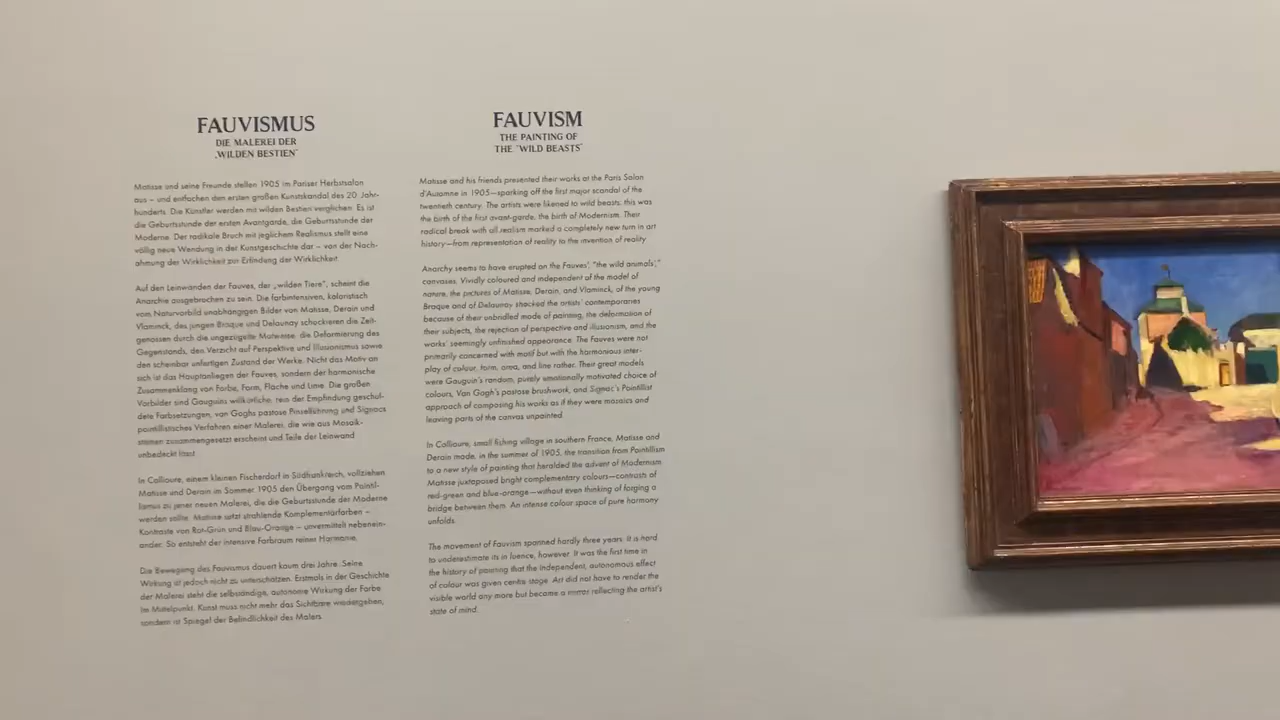 FAUVISMUS
DIE MALEREI DER
„WILDEN BESTIEN"
Matisse und seine Freunde stellen 1905 im Pariser Herbstsalon
aus – und entfachen den ersten großen Kunstskandal des 20. Jahr-
hunderts. Die Künstler werden mit wilden Bestien verglichen. Es ist
die Geburtsstunde der ersten Avantgarde, die Geburtsstunde der
Moderne. Der radikale Bruch mit jeglichem Realismus stellt eine
völlig neue Wendung in der Kunstgeschichte dar – von der Nach-
ahmung der Wirklichkeit zur Erfindung der Wirklichkeit.
Auf den Leinwänden der Fauves, der „wilden Tiere", scheint die
Anarchie ausgebrochen zu sein. Die farbintensiven, koloristisch
vom Naturvorbild unabhängigen Bilder von Matisse, Derain und
Vlaminck, des jungen Braque und Delaunay schockieren die Zeit-
genossen durch die ungezügelte Malweise, die Deformierung des
Gegenstands, den Verzicht auf Perspektive und Illusionismus sowie
den scheinbar unfertigen Zustand der Werke. Nicht das Motiv an
sich ist das Hauptanliegen der Fauves, sondern der harmonische
Zusammenklang von Farbe, Form, Fläche und Linie. Die großen
Vorbilder sind Gauguins willkürliche, rein der Empfindung geschul-
dete Farbsetzungen, van Goghs pastose Pinselführung und Signacs
pointillistisches Verfahren einer Malerei, die wie aus Mosaik-
steinen zusammengesetzt erscheint und Teile der Leinwand
unbedeckt lässt.
In Collioure, einem kleinen Fischerdorf in Südfrankreich, vollziehen
Matisse und Derain im Sommer 1905 den Übergang vom Pointil-
lismus zu jener neuen Malerei, die die Geburtsstunde der Moderne
werden sollte. Matisse setzt strahlende Komplementärfarben –
Kontraste von Rot-Grün und Blau-Orange – unvermittelt nebenein-
ander. So entsteht der intensive Farbraum reiner Harmonie.
Die Bewegung des Fauvismus dauert kaum drei Jahre. Seine
Wirkung ist jedoch nicht zu unterschätzen. Erstmals in der Geschichte
der Malerei steht die selbständige, autonome Wirkung der Farbe
im Mittelpunkt. Kunst muss nicht mehr das Sichtbare wiedergeben,
sondern ist Spiegel der Befindlichkeit des Malers.
FAUVISM
THE PAINTING OF
THE "WILD BEASTS"
Matisse and his friends presented their works at the Paris Salon
d'Automne in 1905—sparking off the first major scandal of the
twentieth century. The artists were likened to wild beasts; this was
the birth of the first avant-garde, the birth of Modernism. Their
radical break with all realism marked a completely new turn in art
history—from representation of reality to the invention of reality.
Anarchy seems to have erupted on the Fauves', "the wild animals',"
canvases. Vividly coloured and independent of the model of
nature, the pictures of Matisse, Derain, and Vlaminck, of the young
Braque and of Delaunay shocked the artists' contemporaries
because of their unbridled mode of painting, the deformation of
their subjects, the rejection of perspective and illusionism, and the
works' seemingly unfinished appearance. The Fauves were not
primarily concerned with motif but with the harmonious inter-
play of colour, form, area, and line rather. Their great models
were Gauguin's random, purely emotionally motivated choice of
colours, Van Gogh's pastose brushwork, and Signac's Pointillist
approach of composing his works as if they were mosaics and
leaving parts of the canvas unpainted.
In Collioure, small fishing village in southern France, Matisse and
Derain made, in the summer of 1905, the transition from Pointillism
to a new style of painting that heralded the advent of Modernism.
Matisse juxtaposed bright complementary colours—contrasts of
red-green and blue-orange—without even thinking of forging a
bridge between them. An intense colour space of pure harmony
unfolds.
The movement of Fauvism spanned hardly three years. It is hard
to underestimate its in luence, however. It was the first time in
the history of painting that the independent, autonomous effect
of colour was given centre stage. Art did not have to render the
visible world any more but became a mirror reflecting the artist's
state of mind.